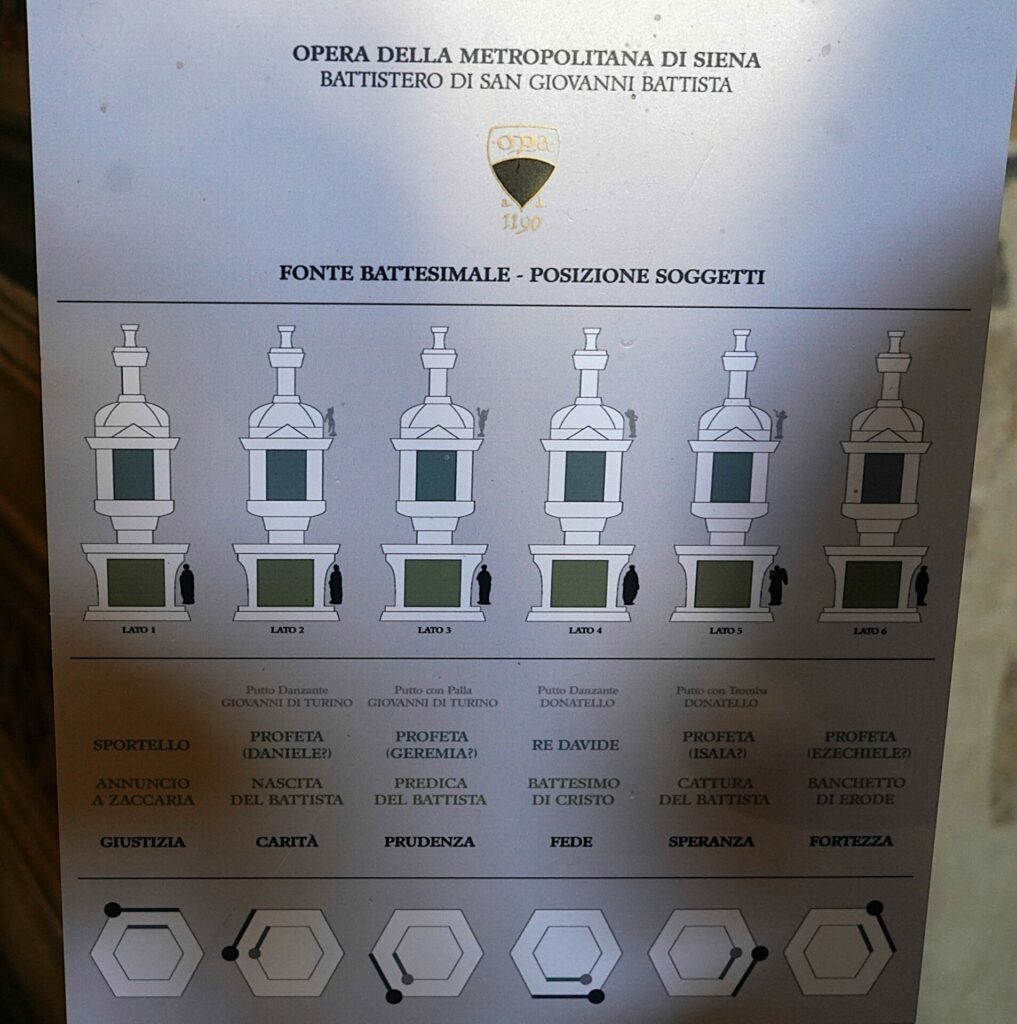 OPERA DELLA METROPOLITANA DI SIENA
BATTISTERO DI SAN GIOVANNI BATTISTA
opa
1190
FONTE BATTESIMALE - POSIZIONE SOGGETTI
LATO 1 LATO 2 LATO 3 LATO 4 LATO 5 LATO 6
Putto Danzante Putto con Palla Putto Danzante Putto con Tromba
GIOVANNI DI TURINO GIOVANNI DI TURINO DONATELLO DONATELLO
SPORTELLO PROFETA PROFETA RE DAVIDE PROFETA PROFETA
(DANIELE?) (GEREMIA?) (ISAIA?) (EZECHIELE?)
ANNUNCIO NASCITA PREDICA BATTESIMO CATTURA BANCHETTO
A ZACCARIA DEL BATTISTA DEL BATTISTA DI CRISTO DEL BATTISTA DI ERODE
GIUSTIZIA CARITÀ PRUDENZA FEDE SPERANZA FORTEZZA